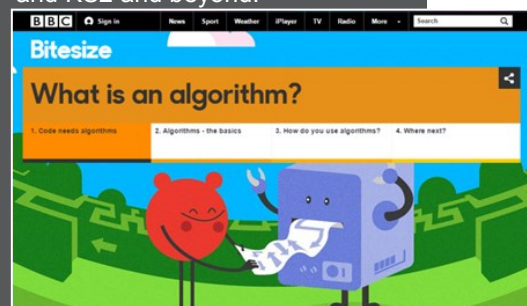 and KS2 and beyond.
BBC Sign in News Sport Weather iPlayer TV Radio More Search
Bitesize
What is an algorithm?
1. Code needs algorithms 2. Algorithms - the basics 3. How do you use algorithms? 4. Where next?